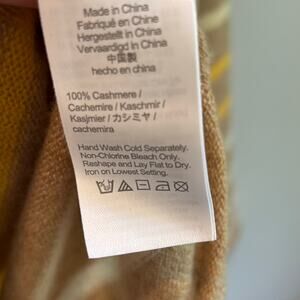 Made in China
Fabriqué en Chine
Hergestellt in China
Vervaardigd in China
中国製
hecho en china
100% Cashmere /
Cachemire / Kaschmir /
Kasjmier / カシミヤ /
cachemira
Hand Wash Cold Separately.
Non-Chlorine Bleach Only.
Reshape and Lay Flat to Dry.
Iron on Lowest Setting.